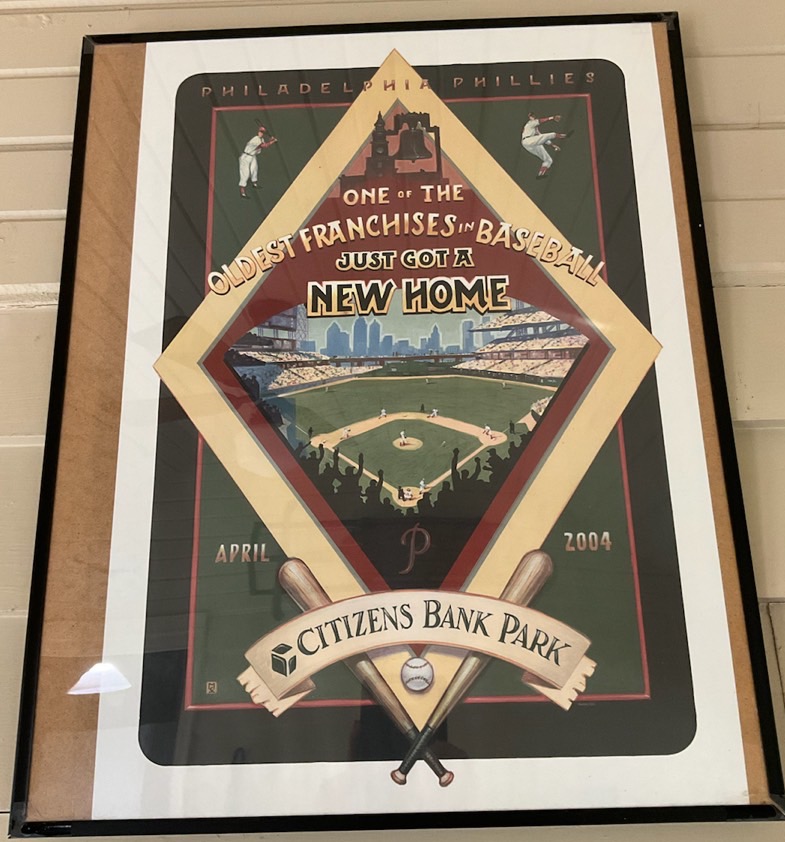 PHILADELPHIA PHILLIES
ONE OF THE
OLDEST FRANCHISES IN BASEBALL
JUST GOT A
NEW HOME
P
APRIL 2004
CITIZENS BANK PARK